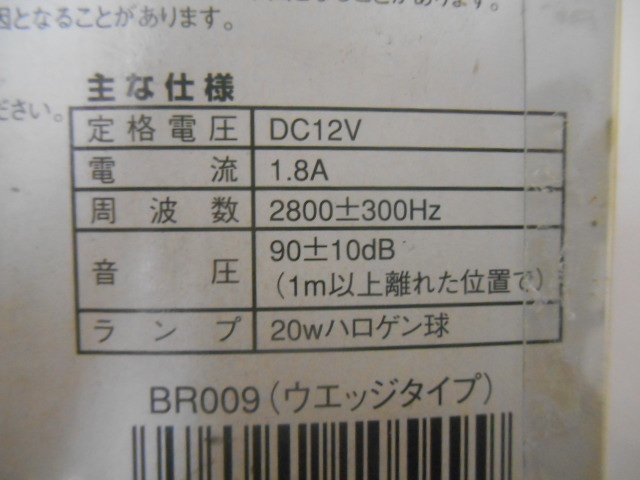 因となることがあります。
ださい。
主な仕様
定格電圧 DC12V
電流 1.8A
周波数 2800±300Hz
音圧 90±10dB
(1m以上離れた位置で)
ランプ 20wハロゲン球
BR009(ウエッジタイプ)